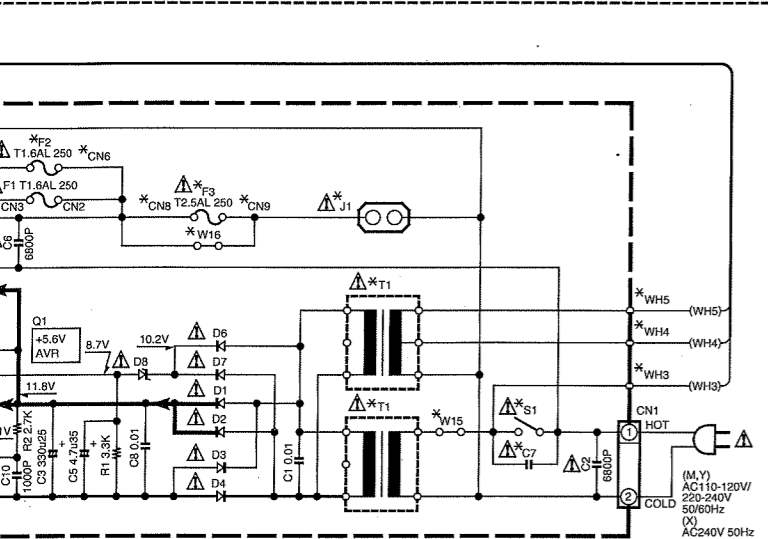 *F2
T1.6AL 250
*CN6
F1 T1.6AL 250
CN3
CN2
*CN8
*F3
T2.5AL 250
*CN9
*W16
*
J1
C6
6800P
*T1
*WH5
(WH5)
*WH4
(WH4)
*WH3
(WH3)
Q1
+5.6V
AVR
8.7V
10.2V
D8
D6
D7
D1
D2
D3
D4
11.8V
*T1
*W15
*S1
*C7
C2
6800P
CN1
1
HOT
2
COLD
R2 2.7K
C10
1000P
C3 330u25
+
C5 4.7u35
+
R1 3.3K
C8 0.01
C1 0.01
(M,Y)
AC110-120V/
220-240V
50/60Hz
(X)
AC240V 50Hz